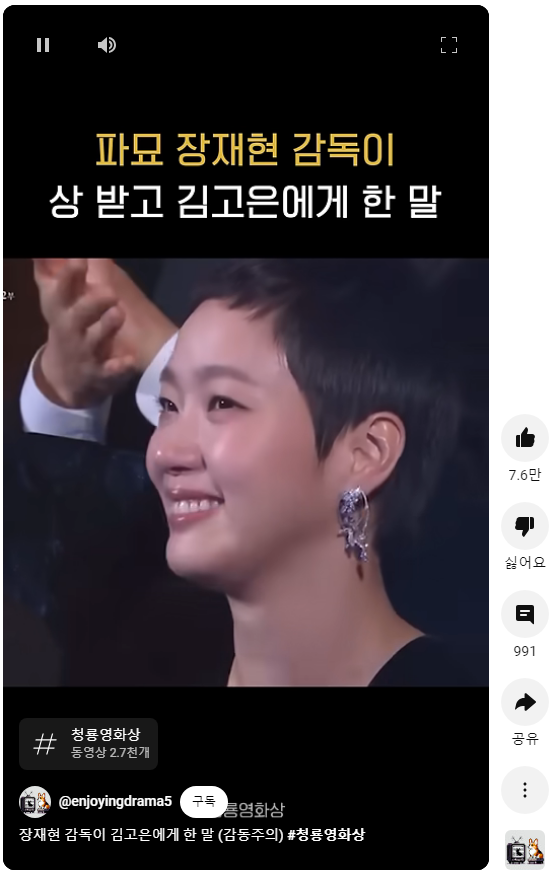 파묘 장재현 감독이
상 받고 김고은에게 한 말
2부
7.6만
싫어요
991
공유
# 청룡영화상
동영상 2.7천개
@enjoyingdrama5 구독
룡영화상
장재현 감독이 김고은에게 한 말 (감동주의) #청룡영화상